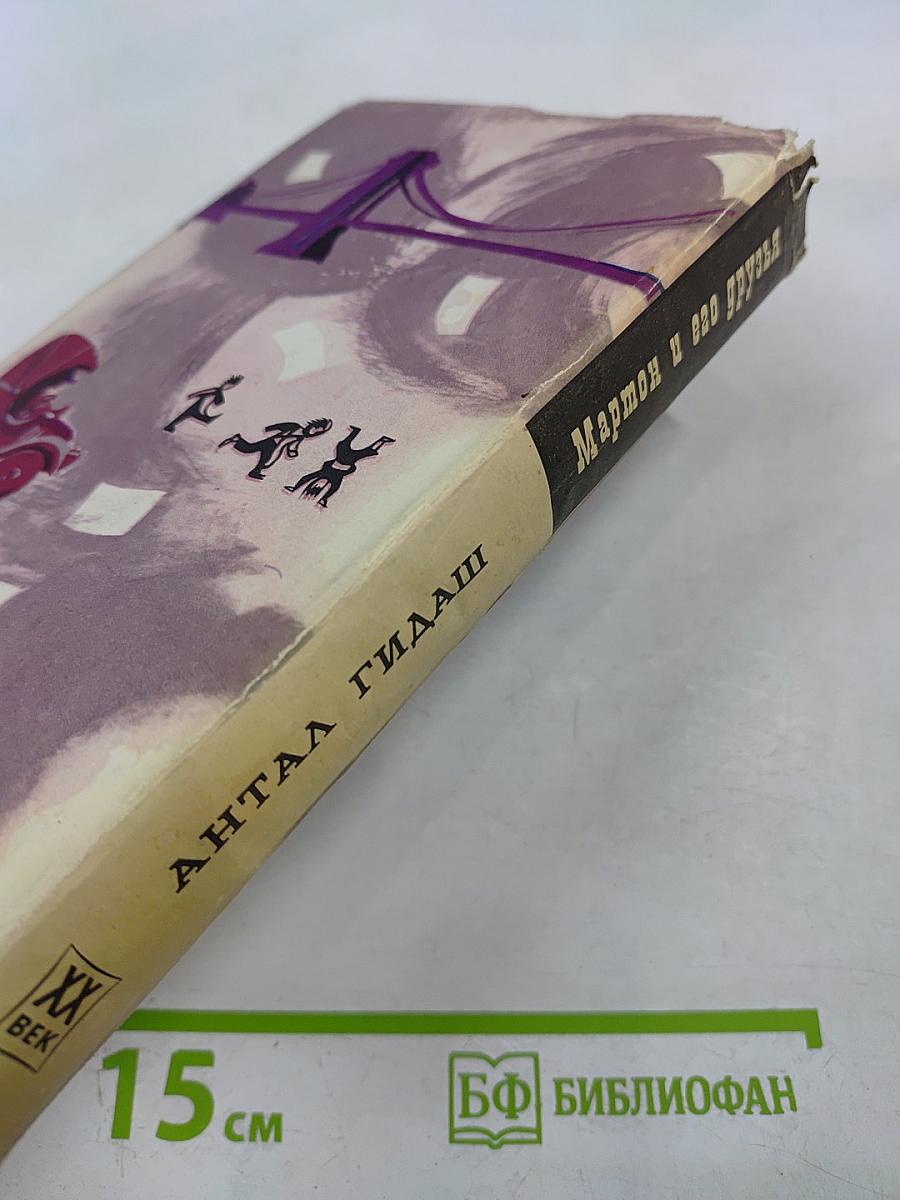 Мартон и его друзья
АНТАЛ ГИДАШ
XX
ВЕК
15 см
БФ БИБЛИОФАН